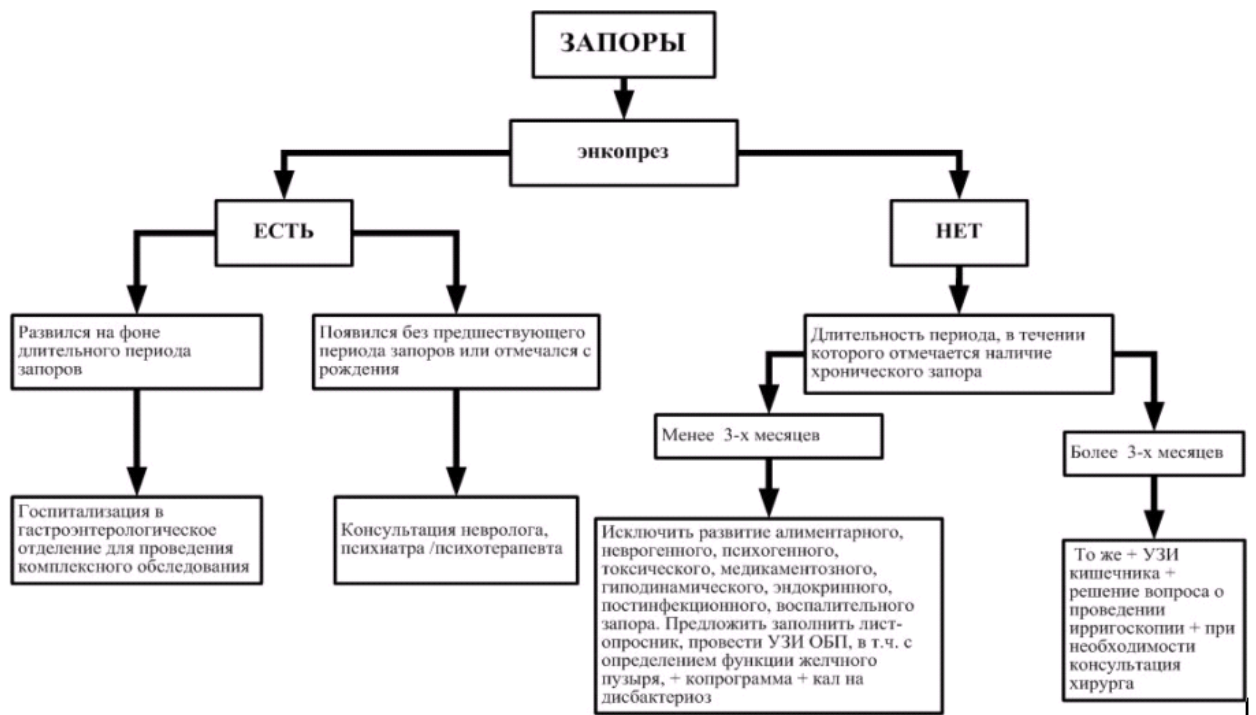 ЗАПОРЫ
энкопрез
ЕСТЬ
НЕТ
Развился на фоне
длительного периода
запоров
Появился без предшествующего
периода запоров или отмечался с
рождения
Длительность периода, в течении
которого отмечается наличие
хронического запора
Менее 3-х месяцев
Более 3-х месяцев
Госпитализация в
гастроэнтерологическое
отделение для проведения
комплексного обследования
Консультация невролога,
психиатра /психотерапевта
Исключить развитие алиментарного,
неврогенного, психогенного,
токсического, медикаментозного,
гиподинамического, эндокринного,
постинфекционного, воспалительного
запора. Предложить заполнить лист-
опросник, провести УЗИ ОБП, в т.ч. с
определением функции желчного
пузыря, + копрограмма + кал на
дисбактериоз
То же + УЗИ
кишечника +
решение вопроса о
проведении
ирригоскопии + при
необходимости
консультация
хирурга